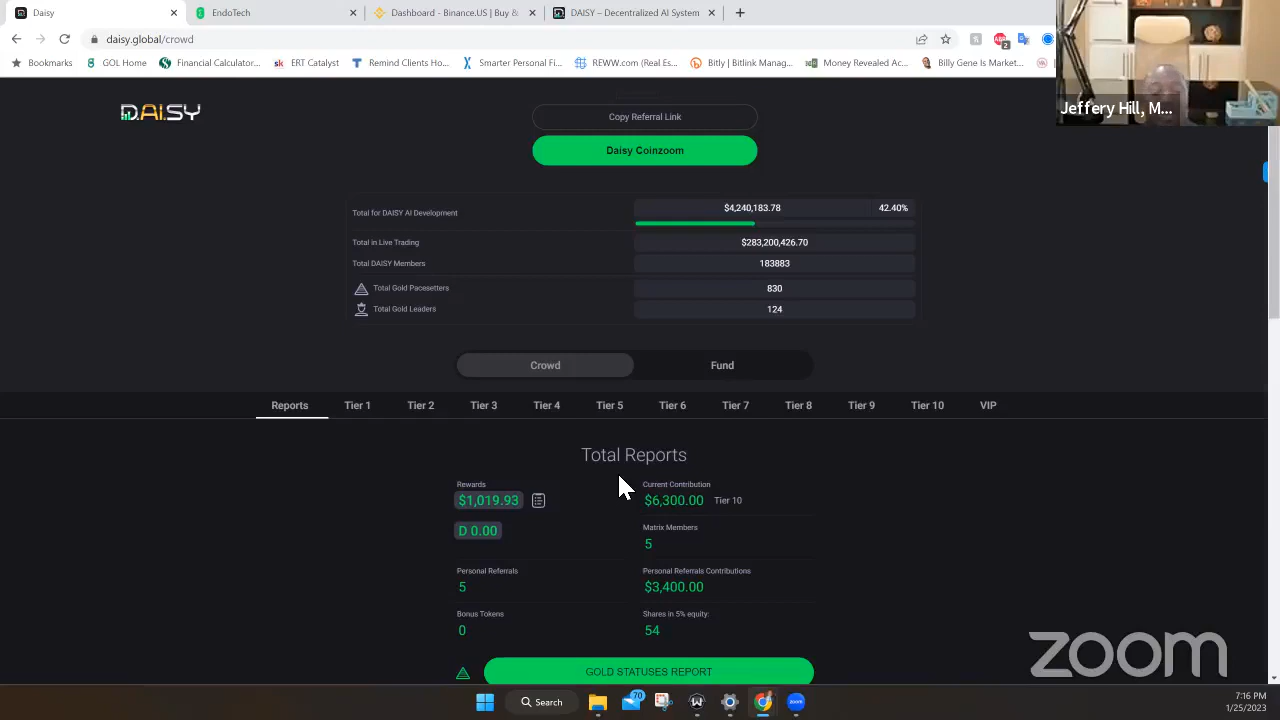 Daisy
EndoTech
Dashboard | Binarium | Buy
DAISY – Decentralized AI System
daisy.global/crowd
2
Bookmarks
GOL Home
Financial Calculator...
ERT Catalyst
Remind Clients Ho...
Smart Personal Fi...
REWW.com (Real Es...
Bitly | Bitlink Manag...
Money Revealed Ac...
Billy Gene Is Market...
Jeffery Hill, M...
DAISY
Copy Referral Link
Daisy Coinzoom
Total for DAISY AI Development
$4,240,183.78
42.40%
Total in Live Trading
$283,200,426.70
Total DAISY Members
183883
Total Gold Pacesetters
830
Total Gold Leaders
124
Crowd
Fund
Reports
Tier 1
Tier 2
Tier 3
Tier 4
Tier 5
Tier 6
Tier 7
Tier 8
Tier 9
Tier 10
VIP
Total Reports
Rewards
$1,019.93
D 0.00
Current Contribution
$6,300.00 Tier 10
Matrix Members
5
Personal Referrals
5
Personal Referrals Contributions
$3,400.00
Bonus Tokens
0
Shares in 5% equity:
54
GOLD STATUSES REPORT
zoom
Search
70
zoom
7:16 PM
1/25/2023